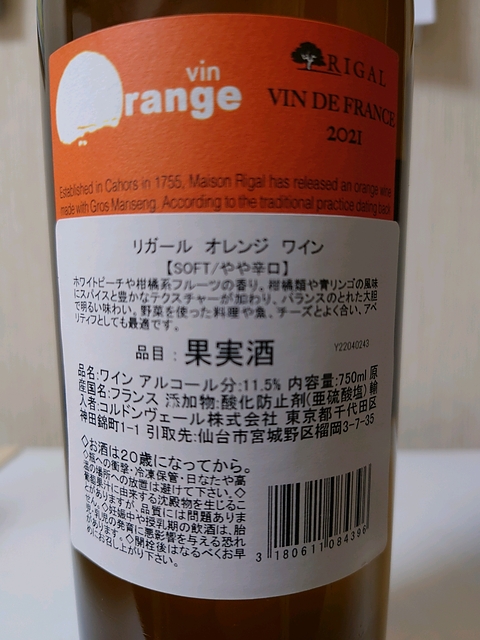 vin
Orange
RIGAL
VIN DE FRANCE
2021
Established in Cahors in 1755, Maison Rigal has released an orange wine
made with Gros Manseng. According to the traditional practice dating back
リガール オレンジ ワイン
【SOFT/やや辛口】
ホワイトピーチや柑橘系フルーツの香り。柑橘類や青リンゴの風味
にスパイスと豊かなテクスチャーが加わり、バランスのとれた大胆
で明るい味わい。野菜を使った料理や魚、チーズとよく合い、アペ
リティフとしても最適です。
品目:果実酒
Y22040243
品名:ワイン アルコール分:11.5% 内容量:750ml 原
産国名:フランス 添加物:酸化防止剤(亜硫酸塩) 輸
入者:コルドンヴェール株式会社 東京都千代田区
神田錦町1-1 引取先:仙台市宮城野区榴岡3-7-35
◇お酒は20歳になってから。
◇瓶への衝撃・冷凍保管・日なたや高
温の場所への放置は避けて下さい。◇
葡萄果汁に由来する沈殿物を生じるこ
とがありますが、品質には問題ありま
せん。◇妊娠中や授乳期の飲酒は、胎
児・乳児の発育に悪影響を与える恐れ
があります。◇開栓後はなるべくお早
めにお召し上がり下さい。
3 180611 084396